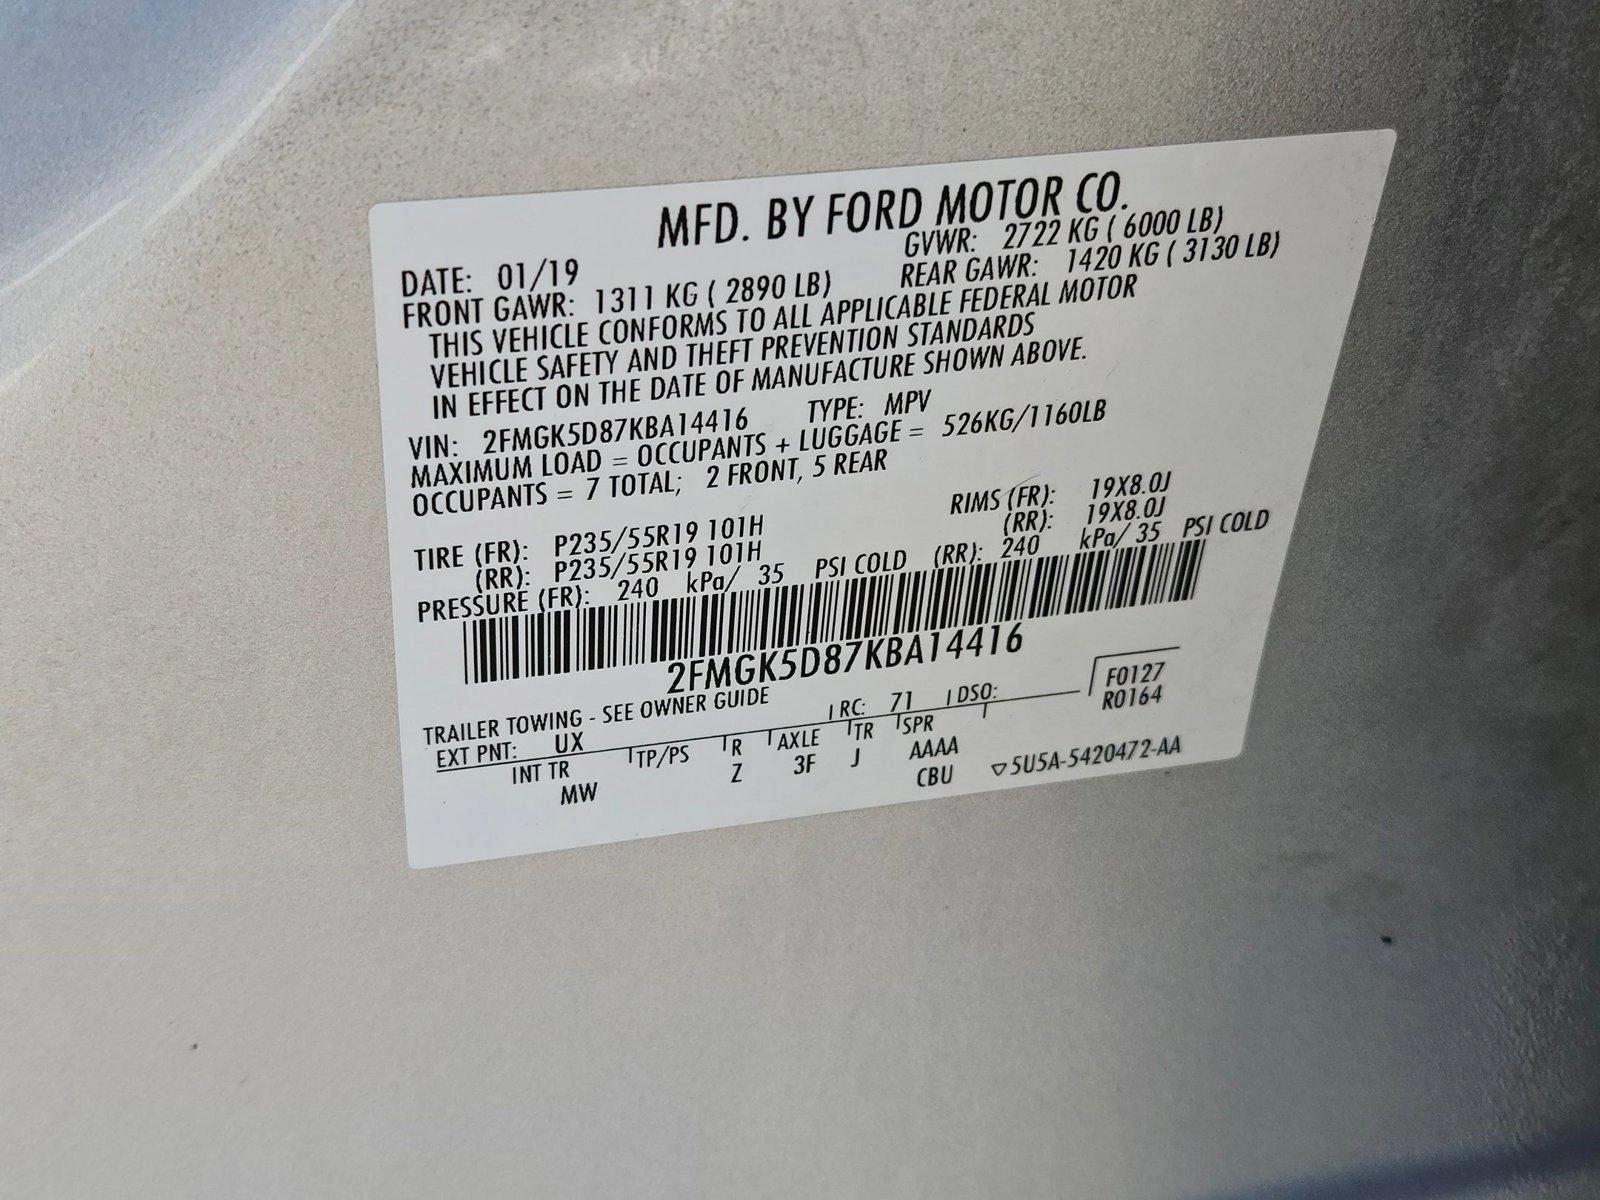 MFD. BY FORD MOTOR CO.
DATE: 01/19 GVWR: 2722 KG ( 6000 LB)
FRONT GAWR: 1311 KG ( 2890 LB) REAR GAWR: 1420 KG ( 3130 LB)
THIS VEHICLE CONFORMS TO ALL APPLICABLE FEDERAL MOTOR
VEHICLE SAFETY AND THEFT PREVENTION STANDARDS
IN EFFECT ON THE DATE OF MANUFACTURE SHOWN ABOVE.
VIN: 2FMGK5D87KBA14416 TYPE: MPV
MAXIMUM LOAD = OCCUPANTS + LUGGAGE = 526KG/1160LB
OCCUPANTS = 7 TOTAL; 2 FRONT, 5 REAR
TIRE (FR): P235/55R19 101H RIMS (FR): 19X8.0J
(RR): P235/55R19 101H (RR): 19X8.0J
PRESSURE (FR): 240 kPa/ 35 PSI COLD (RR): 240 kPa/ 35 PSI COLD
2FMGK5D87KBA14416
TRAILER TOWING - SEE OWNER GUIDE
F0127
R0164
EXT PNT: UX RC: 71 DSO:
INT TR TP/PS R AXLE TR SPR
MW Z 3F J AAAA
CBU ▽5U5A-5420472-AA